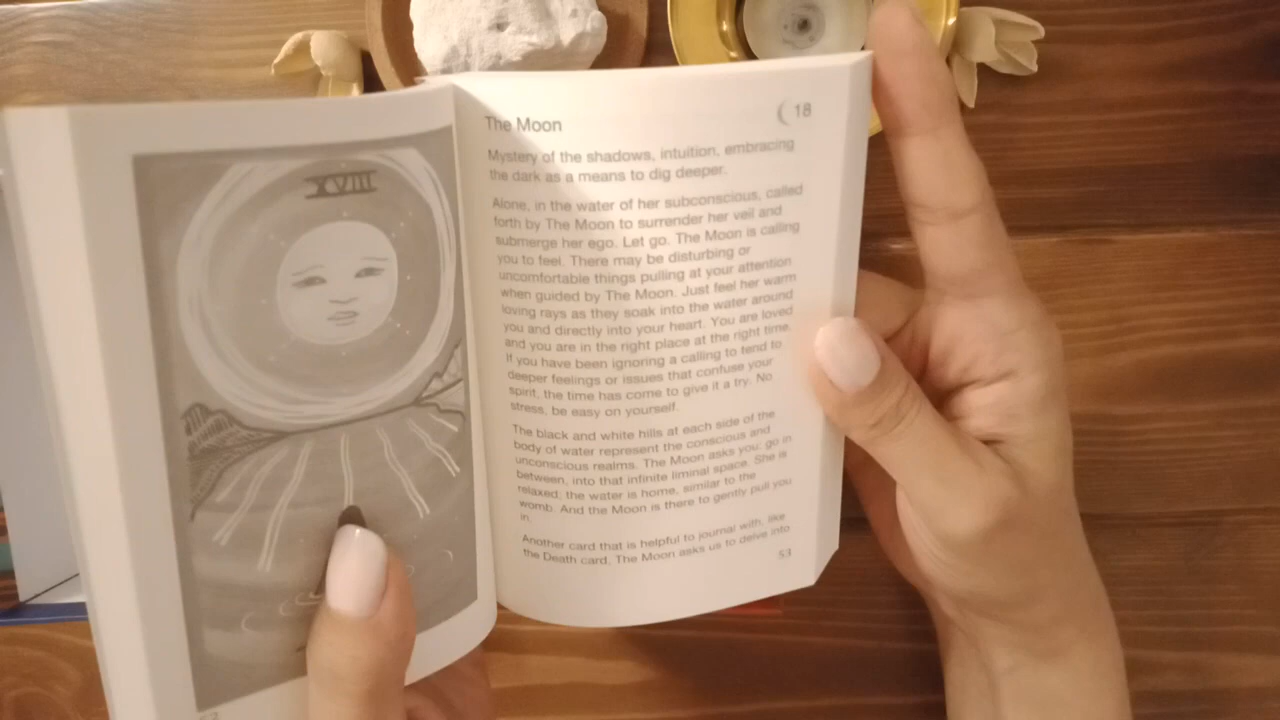 XVIII
The Moon
18
Mystery of the shadows, intuition, embracing
the dark as a means to dig deeper.
Alone, in the water of her subconscious, called
forth by The Moon to surrender her veil and
submerge her ego. Let go. The Moon is calling
you to feel. There may be disturbing or
uncomfortable things pulling at your attention
when guided by The Moon. Just feel her warm
loving rays as they soak into the water around
you and directly into your heart. You are loved
and you are in the right place at the right time.
If you have been ignoring a calling to tend to
deeper feelings or issues that confuse your
spirit, the time has come to give it a try. No
stress, be easy on yourself.
The black and white hills at each side of the
body of water represent the conscious and
unconscious realms. The Moon asks you: go in
between, into that infinite liminal space. She is
relaxed; the water is home, similar to the
womb. And the Moon is there to gently pull you
in.
Another card that is helpful to journal with, like
the Death card. The Moon asks us to delve into
53